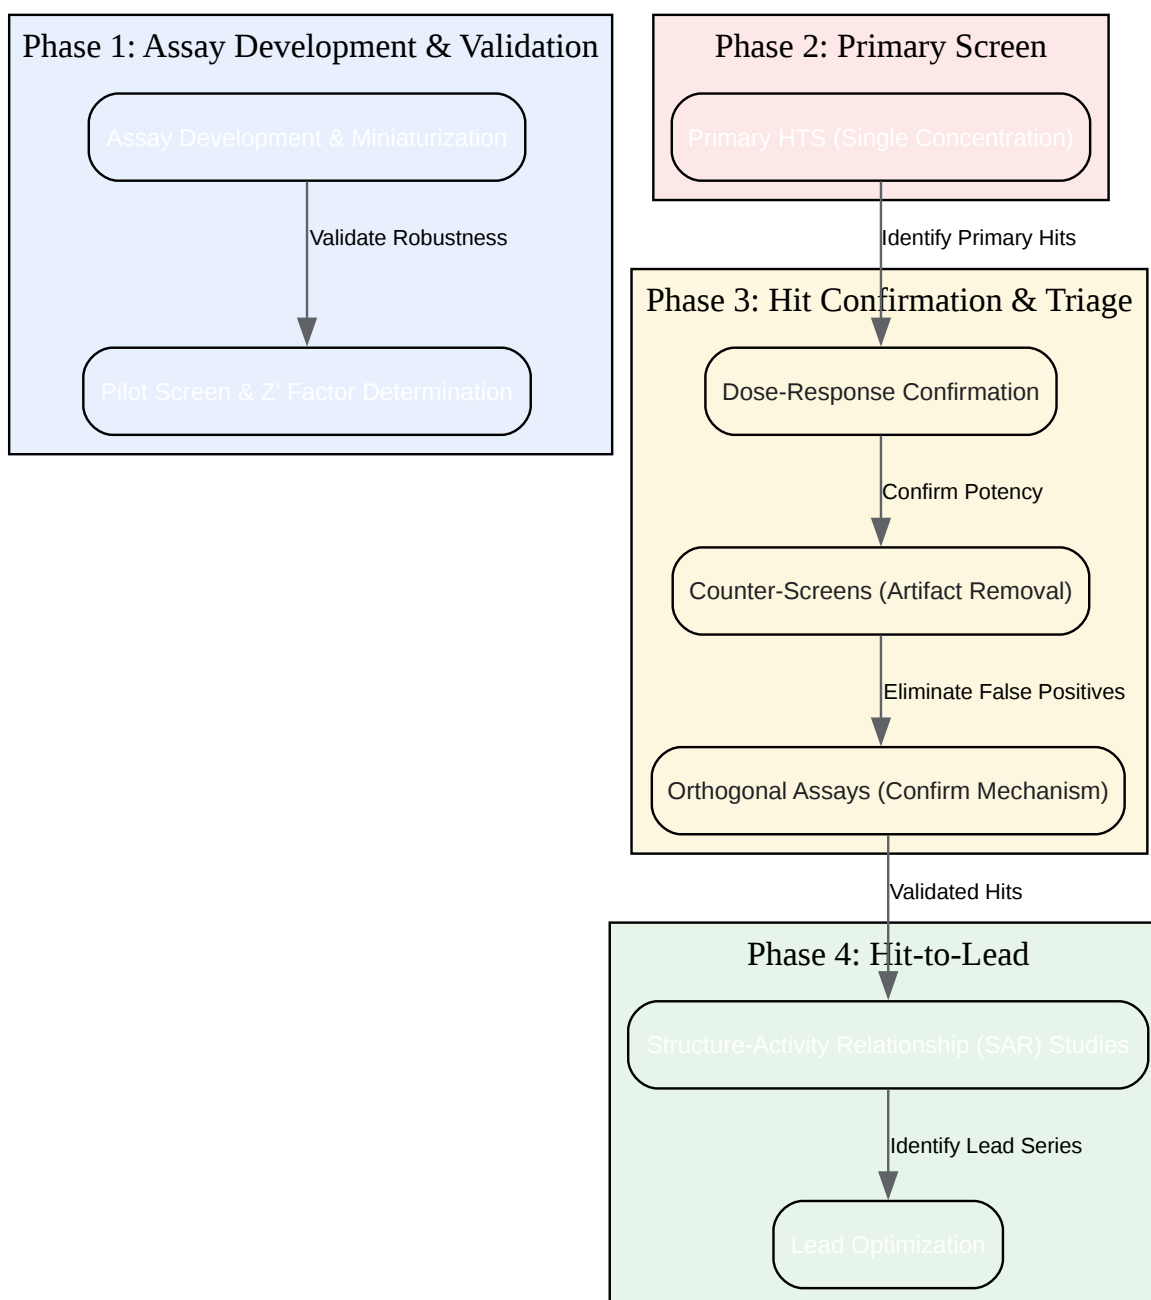 Phase 1: Assay Development & Validation
Assay Development & Miniaturization
Validate Robustness
Pilot Screen & Z' Factor Determination
Phase 2: Primary Screen
Primary HTS (Single Concentration)
Identify Primary Hits
Phase 3: Hit Confirmation & Triage
Dose-Response Confirmation
Confirm Potency
Counter-Screens (Artifact Removal)
Eliminate False Positives
Orthogonal Assays (Confirm Mechanism)
Validated Hits
Phase 4: Hit-to-Lead
Structure-Activity Relationship (SAR) Studies
Identify Lead Series
Lead Optimization